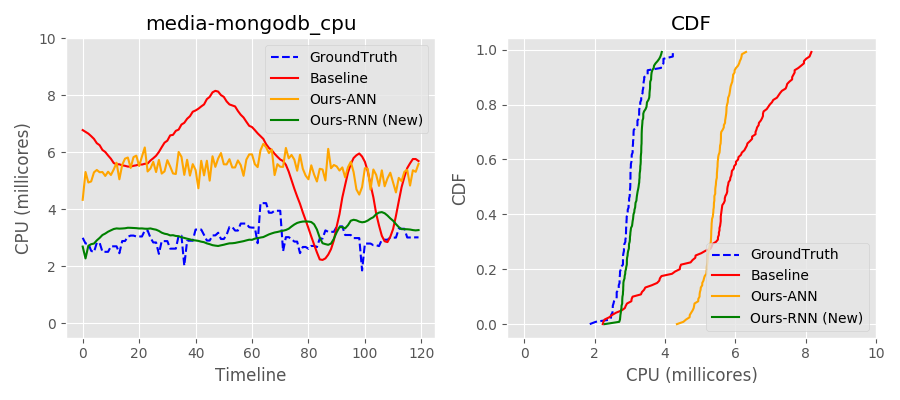 media-mongodb_cpu
CPU (millicores)
10
8
6
4
2
0
GroundTruth
Baseline
Ours-ANN
Ours-RNN (New)
0
20
40
60
80
100
120
Timeline
CDF
CDF
1.0
0.8
0.6
0.4
0.2
0.0
GroundTruth
Baseline
Ours-ANN
Ours-RNN (New)
0
2
4
6
8
10
CPU (millicores)